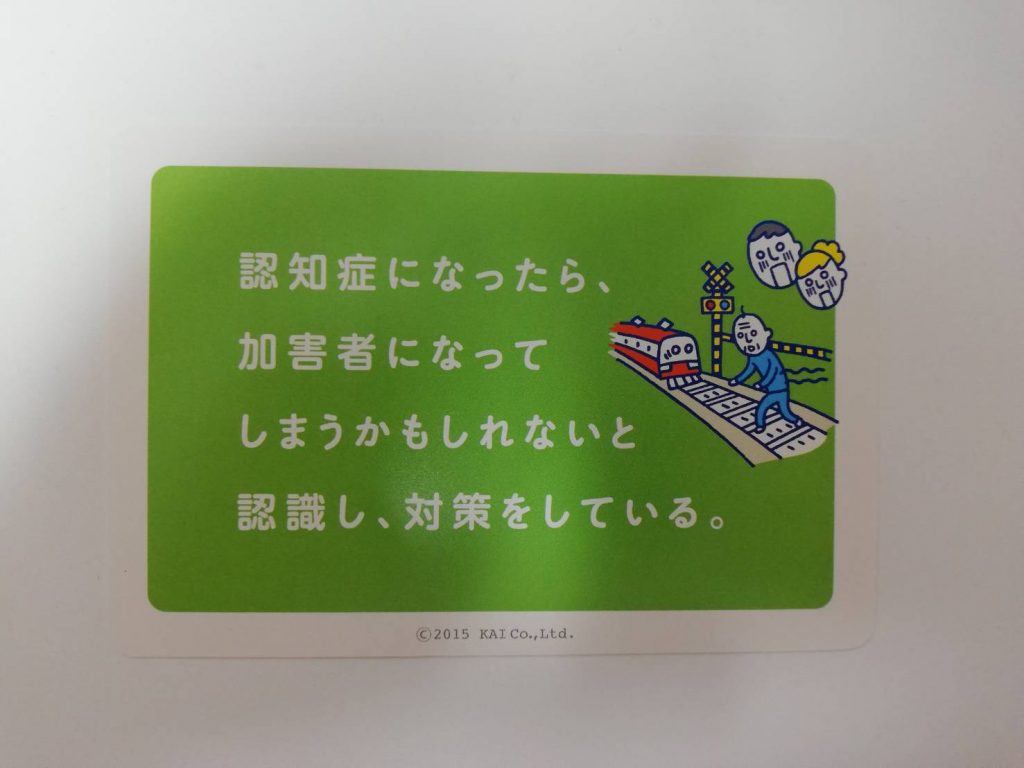 認知症になったら、
加害者になって
しまうかもしれないと
認識し、対策をしている。
©2015 KAI Co.,Ltd.